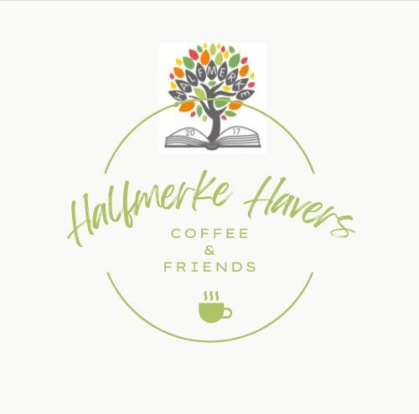 HALFMERKE
20 17
Halfmerke Havers
COFFEE
&
FRIENDS